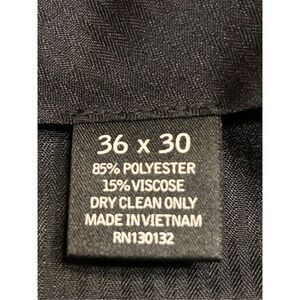 36 x 30
85% POLYESTER
15% VISCOSE
DRY CLEAN ONLY
MADE IN VIETNAM
RN130132